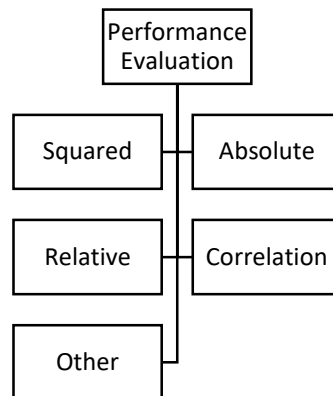 Performance
Evaluation
Squared
Absolute
Relative
Correlation
Other